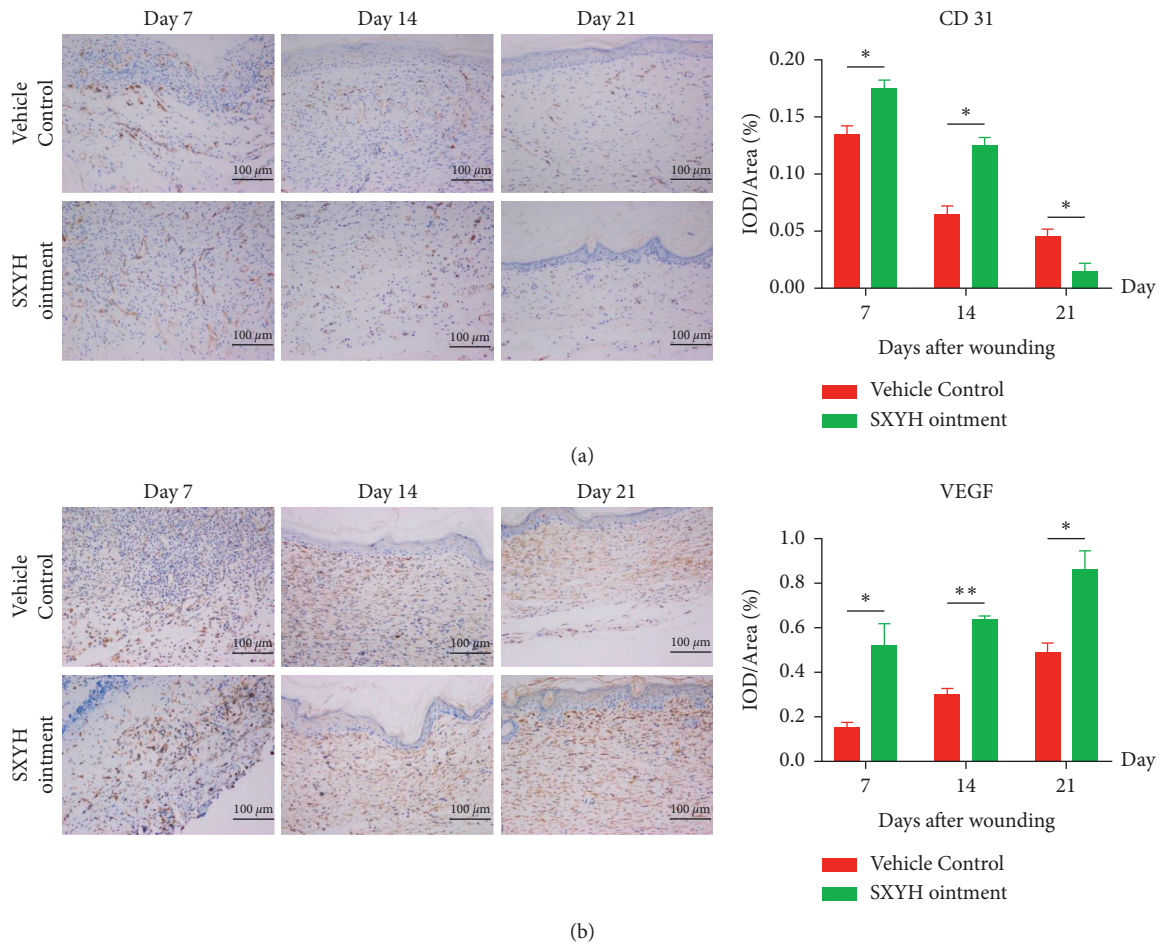 Day 7 Day 14 Day 21
Vehicle
Control
100 µm 100 µm 100 µm
SXYH
ointment
100 µm 100 µm 100 µm
CD 31
IOD/Area (%)
0.20
0.15
0.10
0.05
0.00
* * *
7 14 21 Day
Days after wounding
Vehicle Control
SXYH ointment
(a)
Day 7 Day 14 Day 21
Vehicle
Control
100 µm 100 µm 100 µm
SXYH
ointment
100 µm 100 µm 100 µm
VEGF
IOD/Area (%)
1.0
0.8
0.6
0.4
0.2
0.0
* ** *
7 14 21 Day
Days after wounding
Vehicle Control
SXYH ointment
(b)